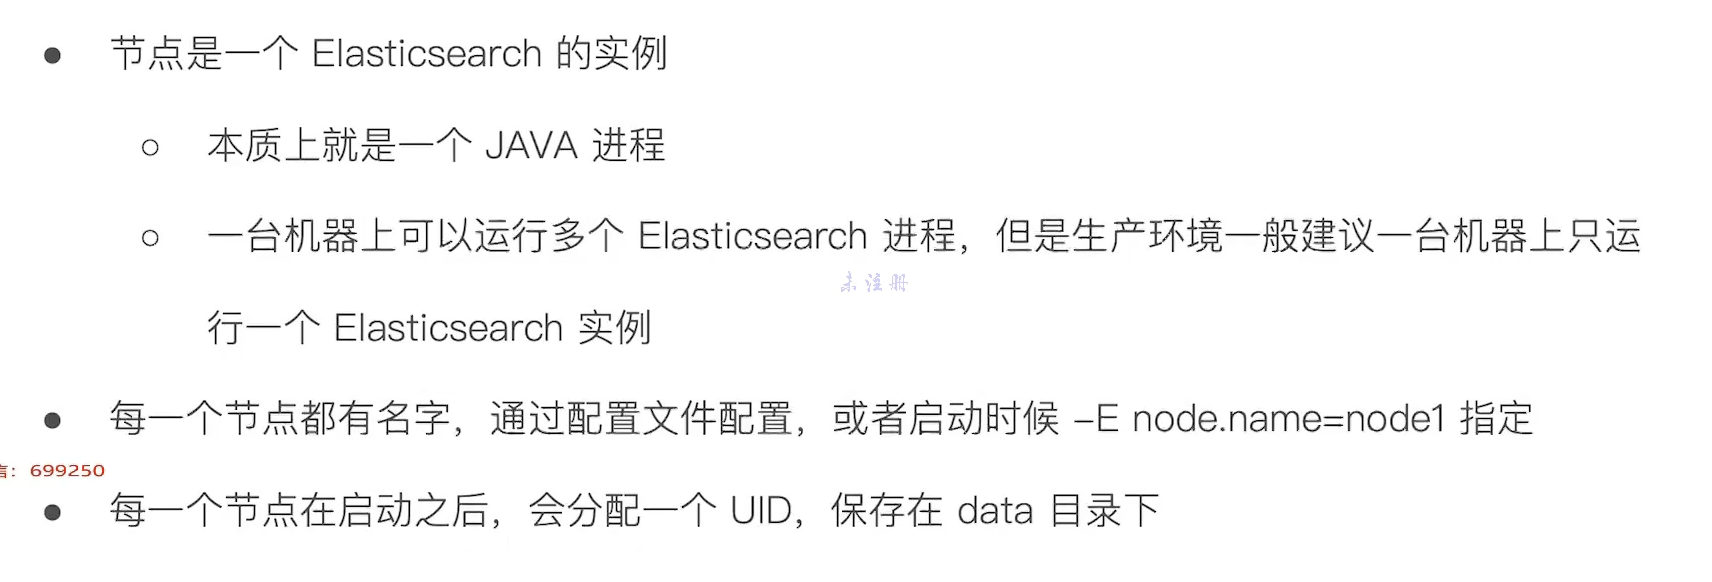 节点是一个 Elasticsearch 的实例
本质上就是一个 JAVA 进程
一台机器上可以运行多个 Elasticsearch 进程，但是生产环境一般建议一台机器上只运
未注册
行一个 Elasticsearch 实例
每一个节点都有名字，通过配置文件配置，或者启动时候 –E node.name=node1 指定
信：699250
每一个节点在启动之后，会分配一个 UID，保存在 data 目录下